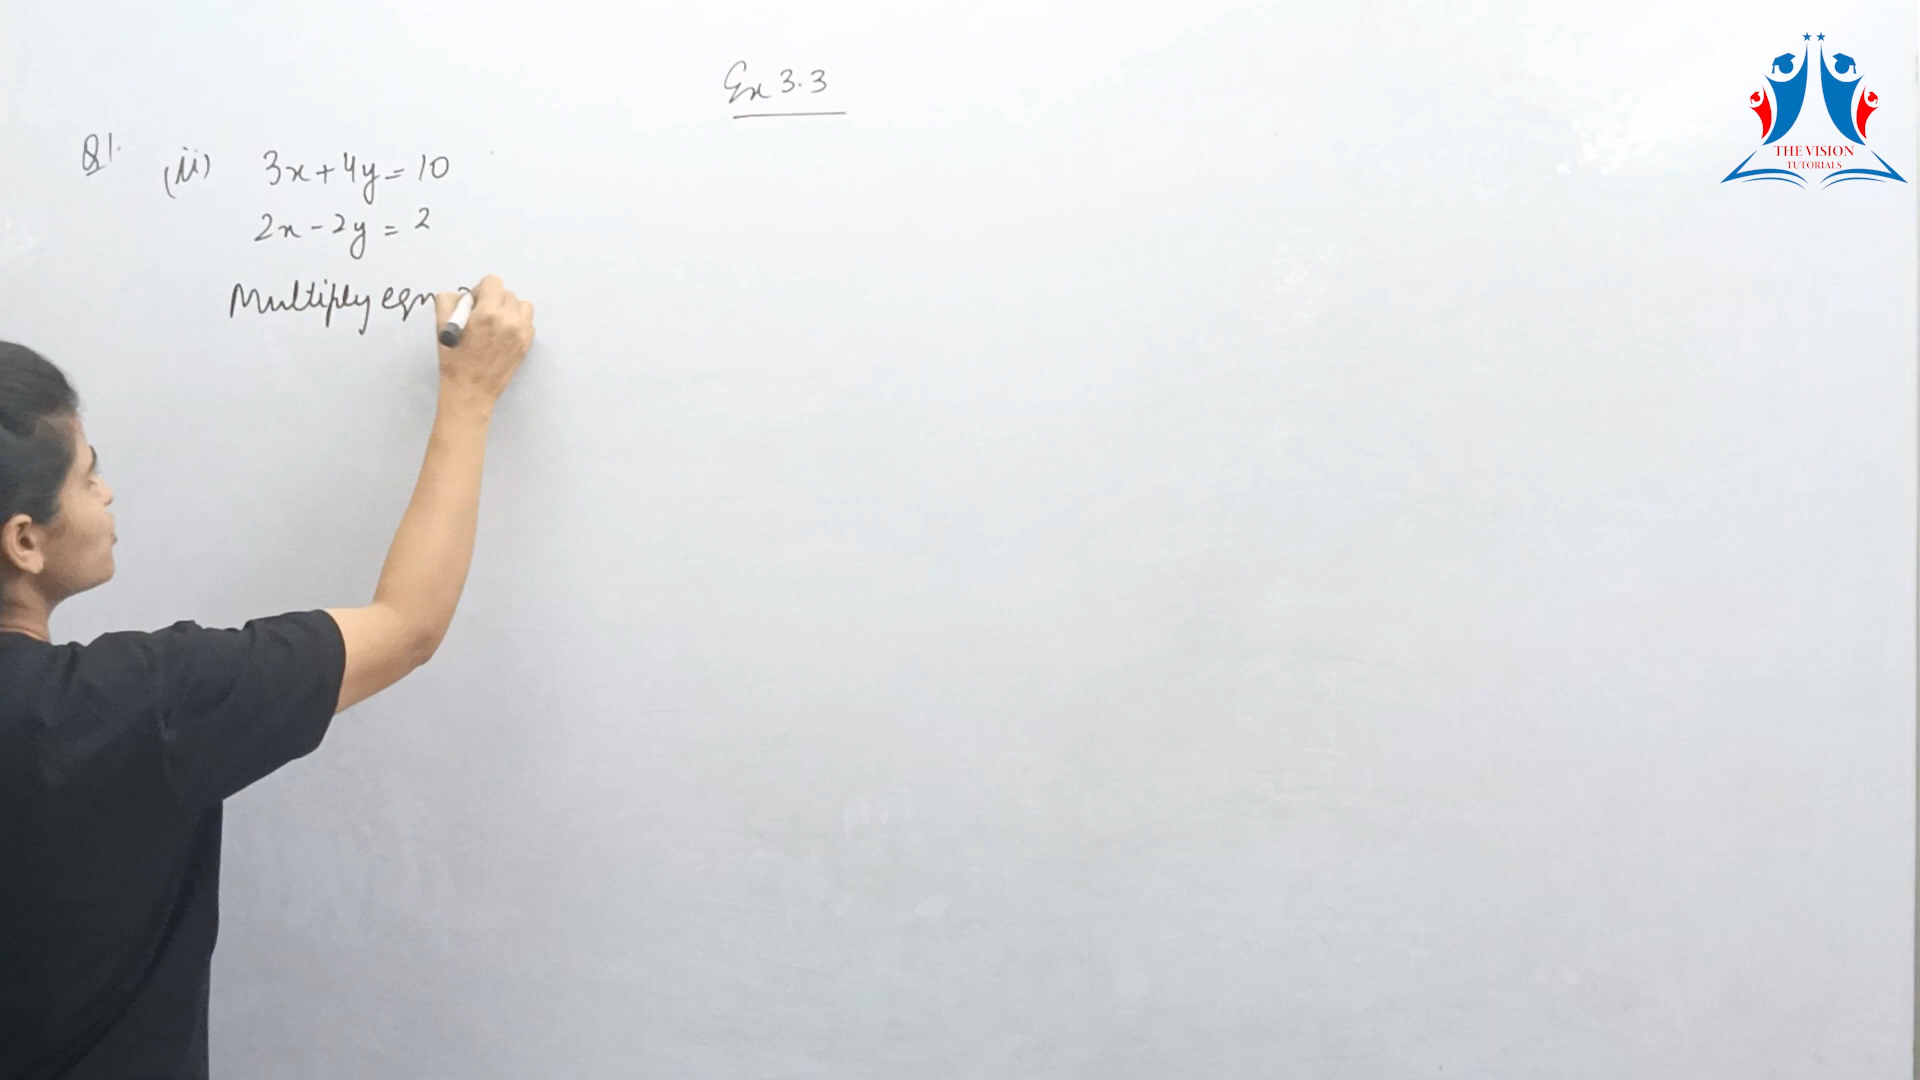 Ex 3.3
Q1. (ii) 3x+4y=10
2x-2y=2
Multiply eqn
THE VISION
TUTORIALS